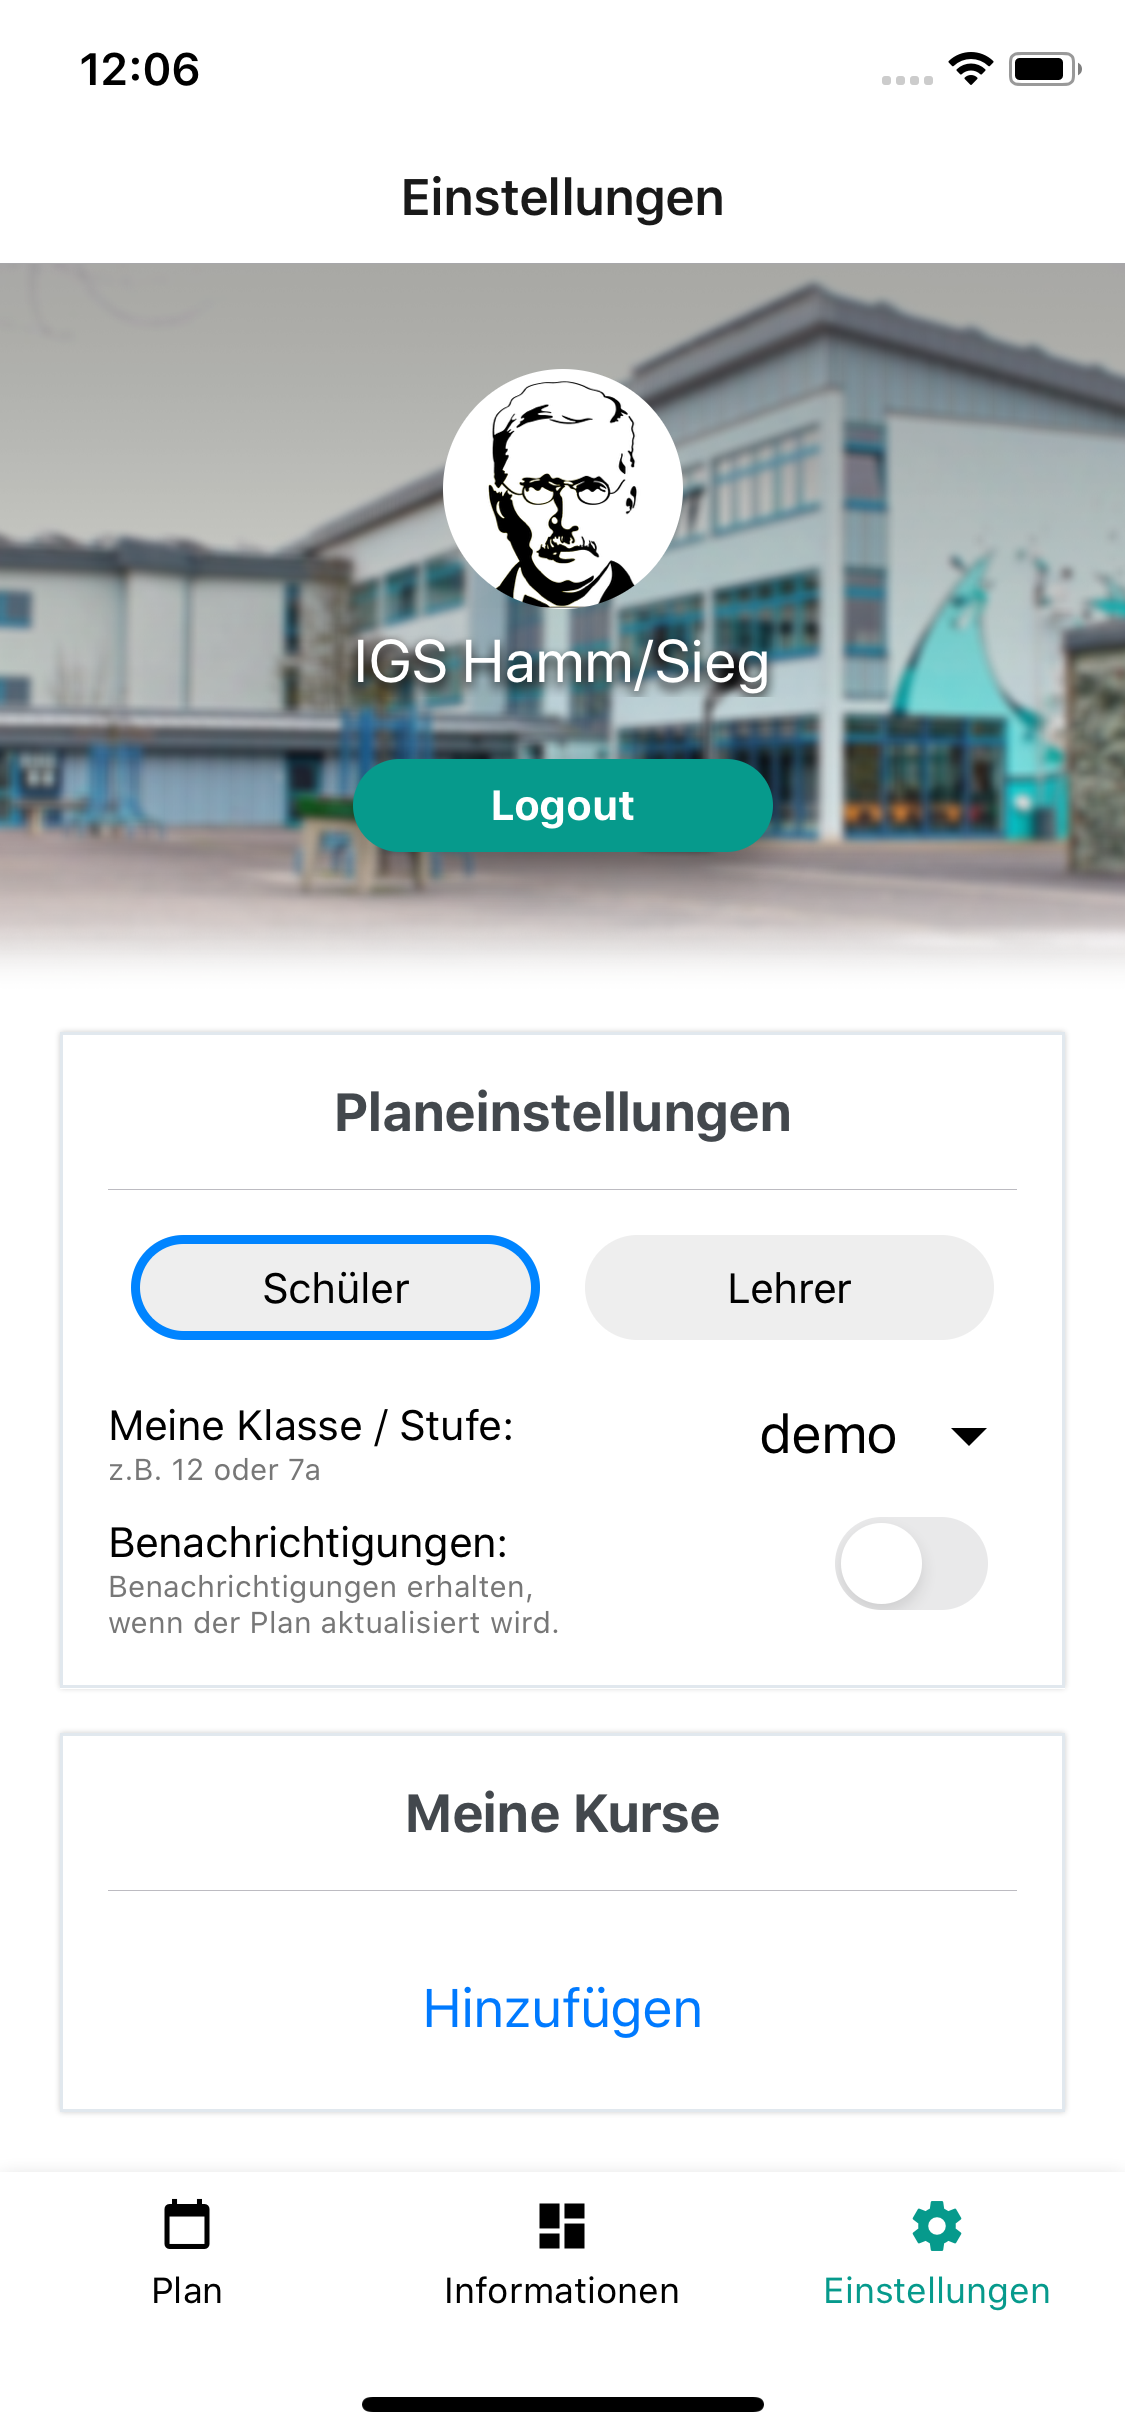 12:06
Einstellungen
IGS Hamm/Sieg
Logout
Planeinstellungen
Schüler
Lehrer
Meine Klasse / Stufe:
z.B. 12 oder 7a
demo
Benachrichtigungen:
Benachrichtigungen erhalten,
wenn der Plan aktualisiert wird.
Meine Kurse
Hinzufügen
Plan
Informationen
Einstellungen